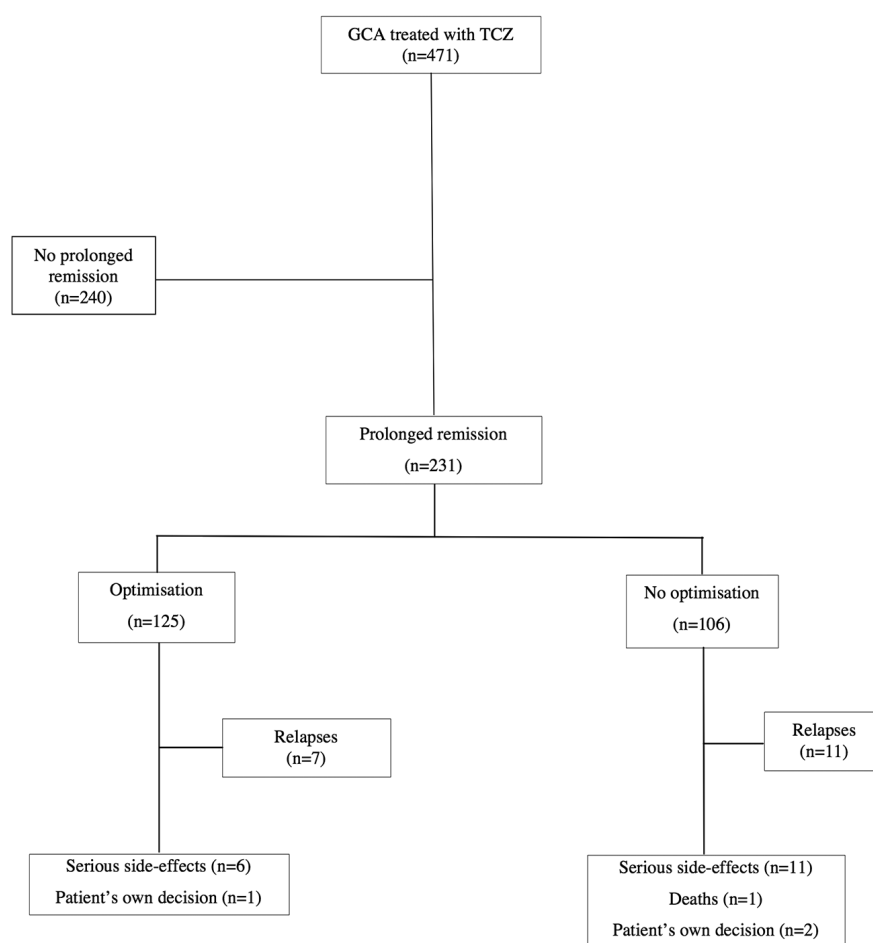 GCA treated with TCZ
(n=471)
No prolonged
remission
(n=240)
Prolonged remission
(n=231)
Optimisation
(n=125)
No optimisation
(n=106)
Relapses
(n=7)
Relapses
(n=11)
Serious side-effects (n=6)
Patient’s own decision (n=1)
Serious side-effects (n=11)
Deaths (n=1)
Patient’s own decision (n=2)